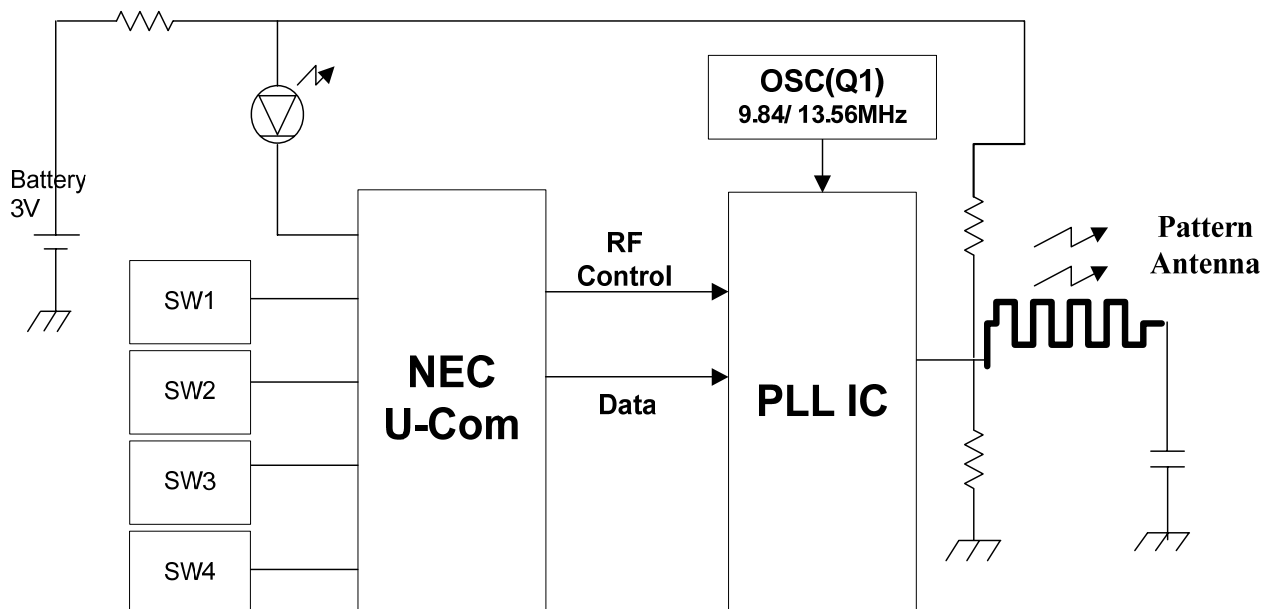 OSC(Q1)
9.84/ 13.56MHz
Battery
3V
Pattern
Antenna
RF
Control
SW1
SW2
SW3
SW4
NEC
U-Com
Data
PLL IC